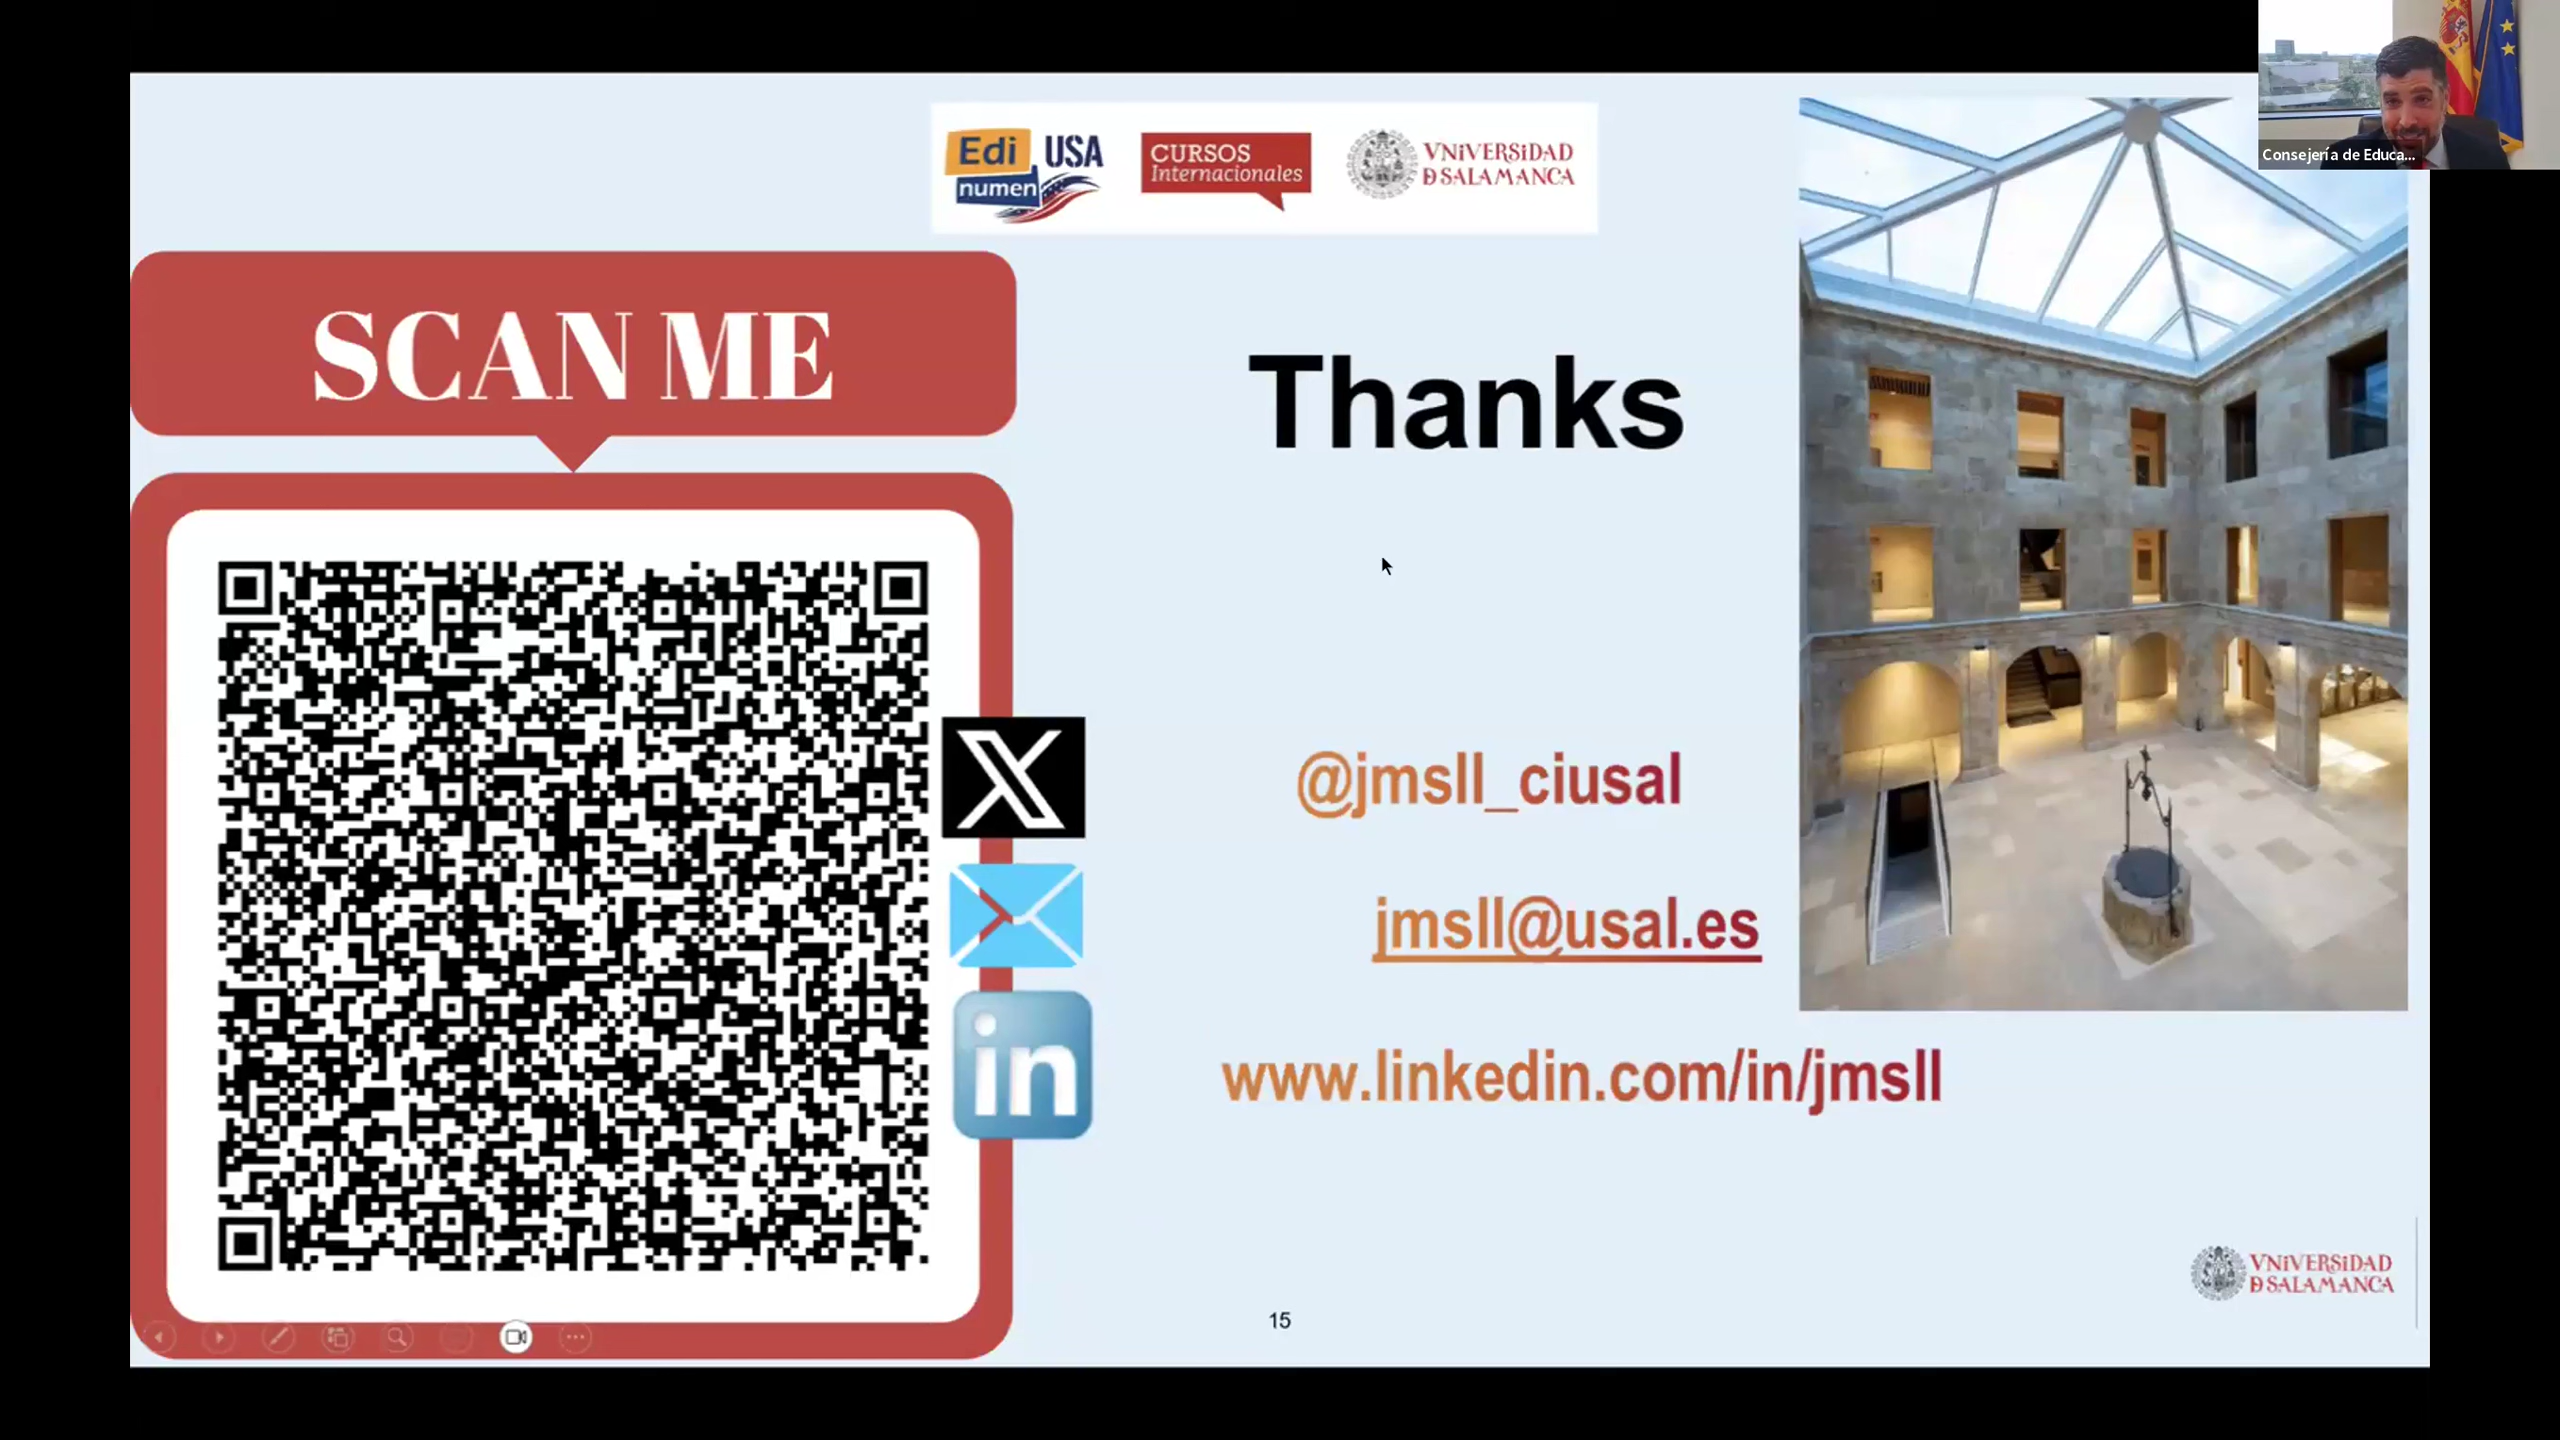 Edi
numen
USA
CURSOS
Internacionales
VNiVERSiDAD
Ð SALAMANCA
Consejería de Educa...
SCAN ME
Thanks
@jmsll_ciusal
jmsll@usal.es
in
www.linkedin.com/in/jmsll
VNiVERSiDAD
Ð SALAMANCA
15